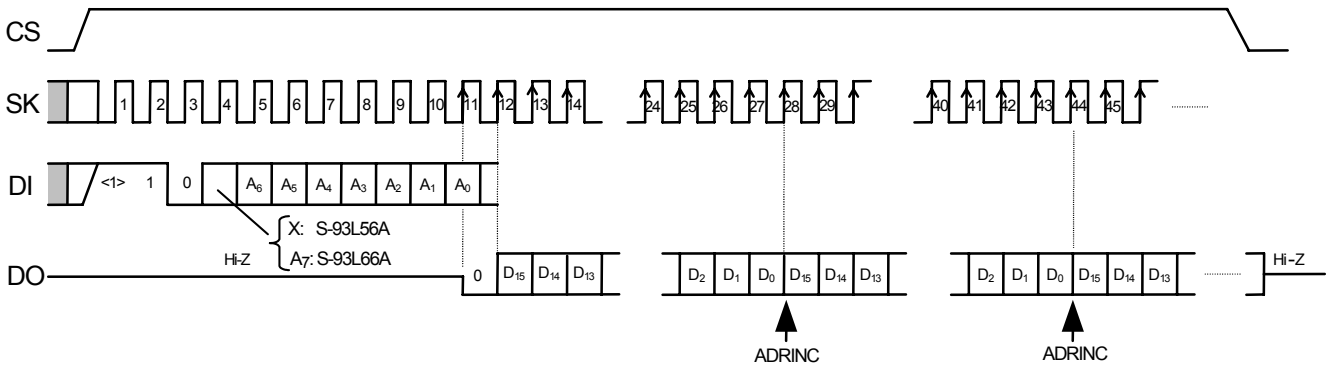 CS
SK 1 2 3 4 5 6 7 8 9 10 11 12 13 14 24 25 26 27 28 29 40 41 42 43 44 45
DI <1> 1 0 A6 A5 A4 A3 A2 A1 A0
X: S-93L56A
A7: S-93L66A
Hi-Z
DO 0 D15 D14 D13 D2 D1 D0 D15 D14 D13 D2 D1 D0 D15 D14 D13 Hi-Z
ADRINC ADRINC